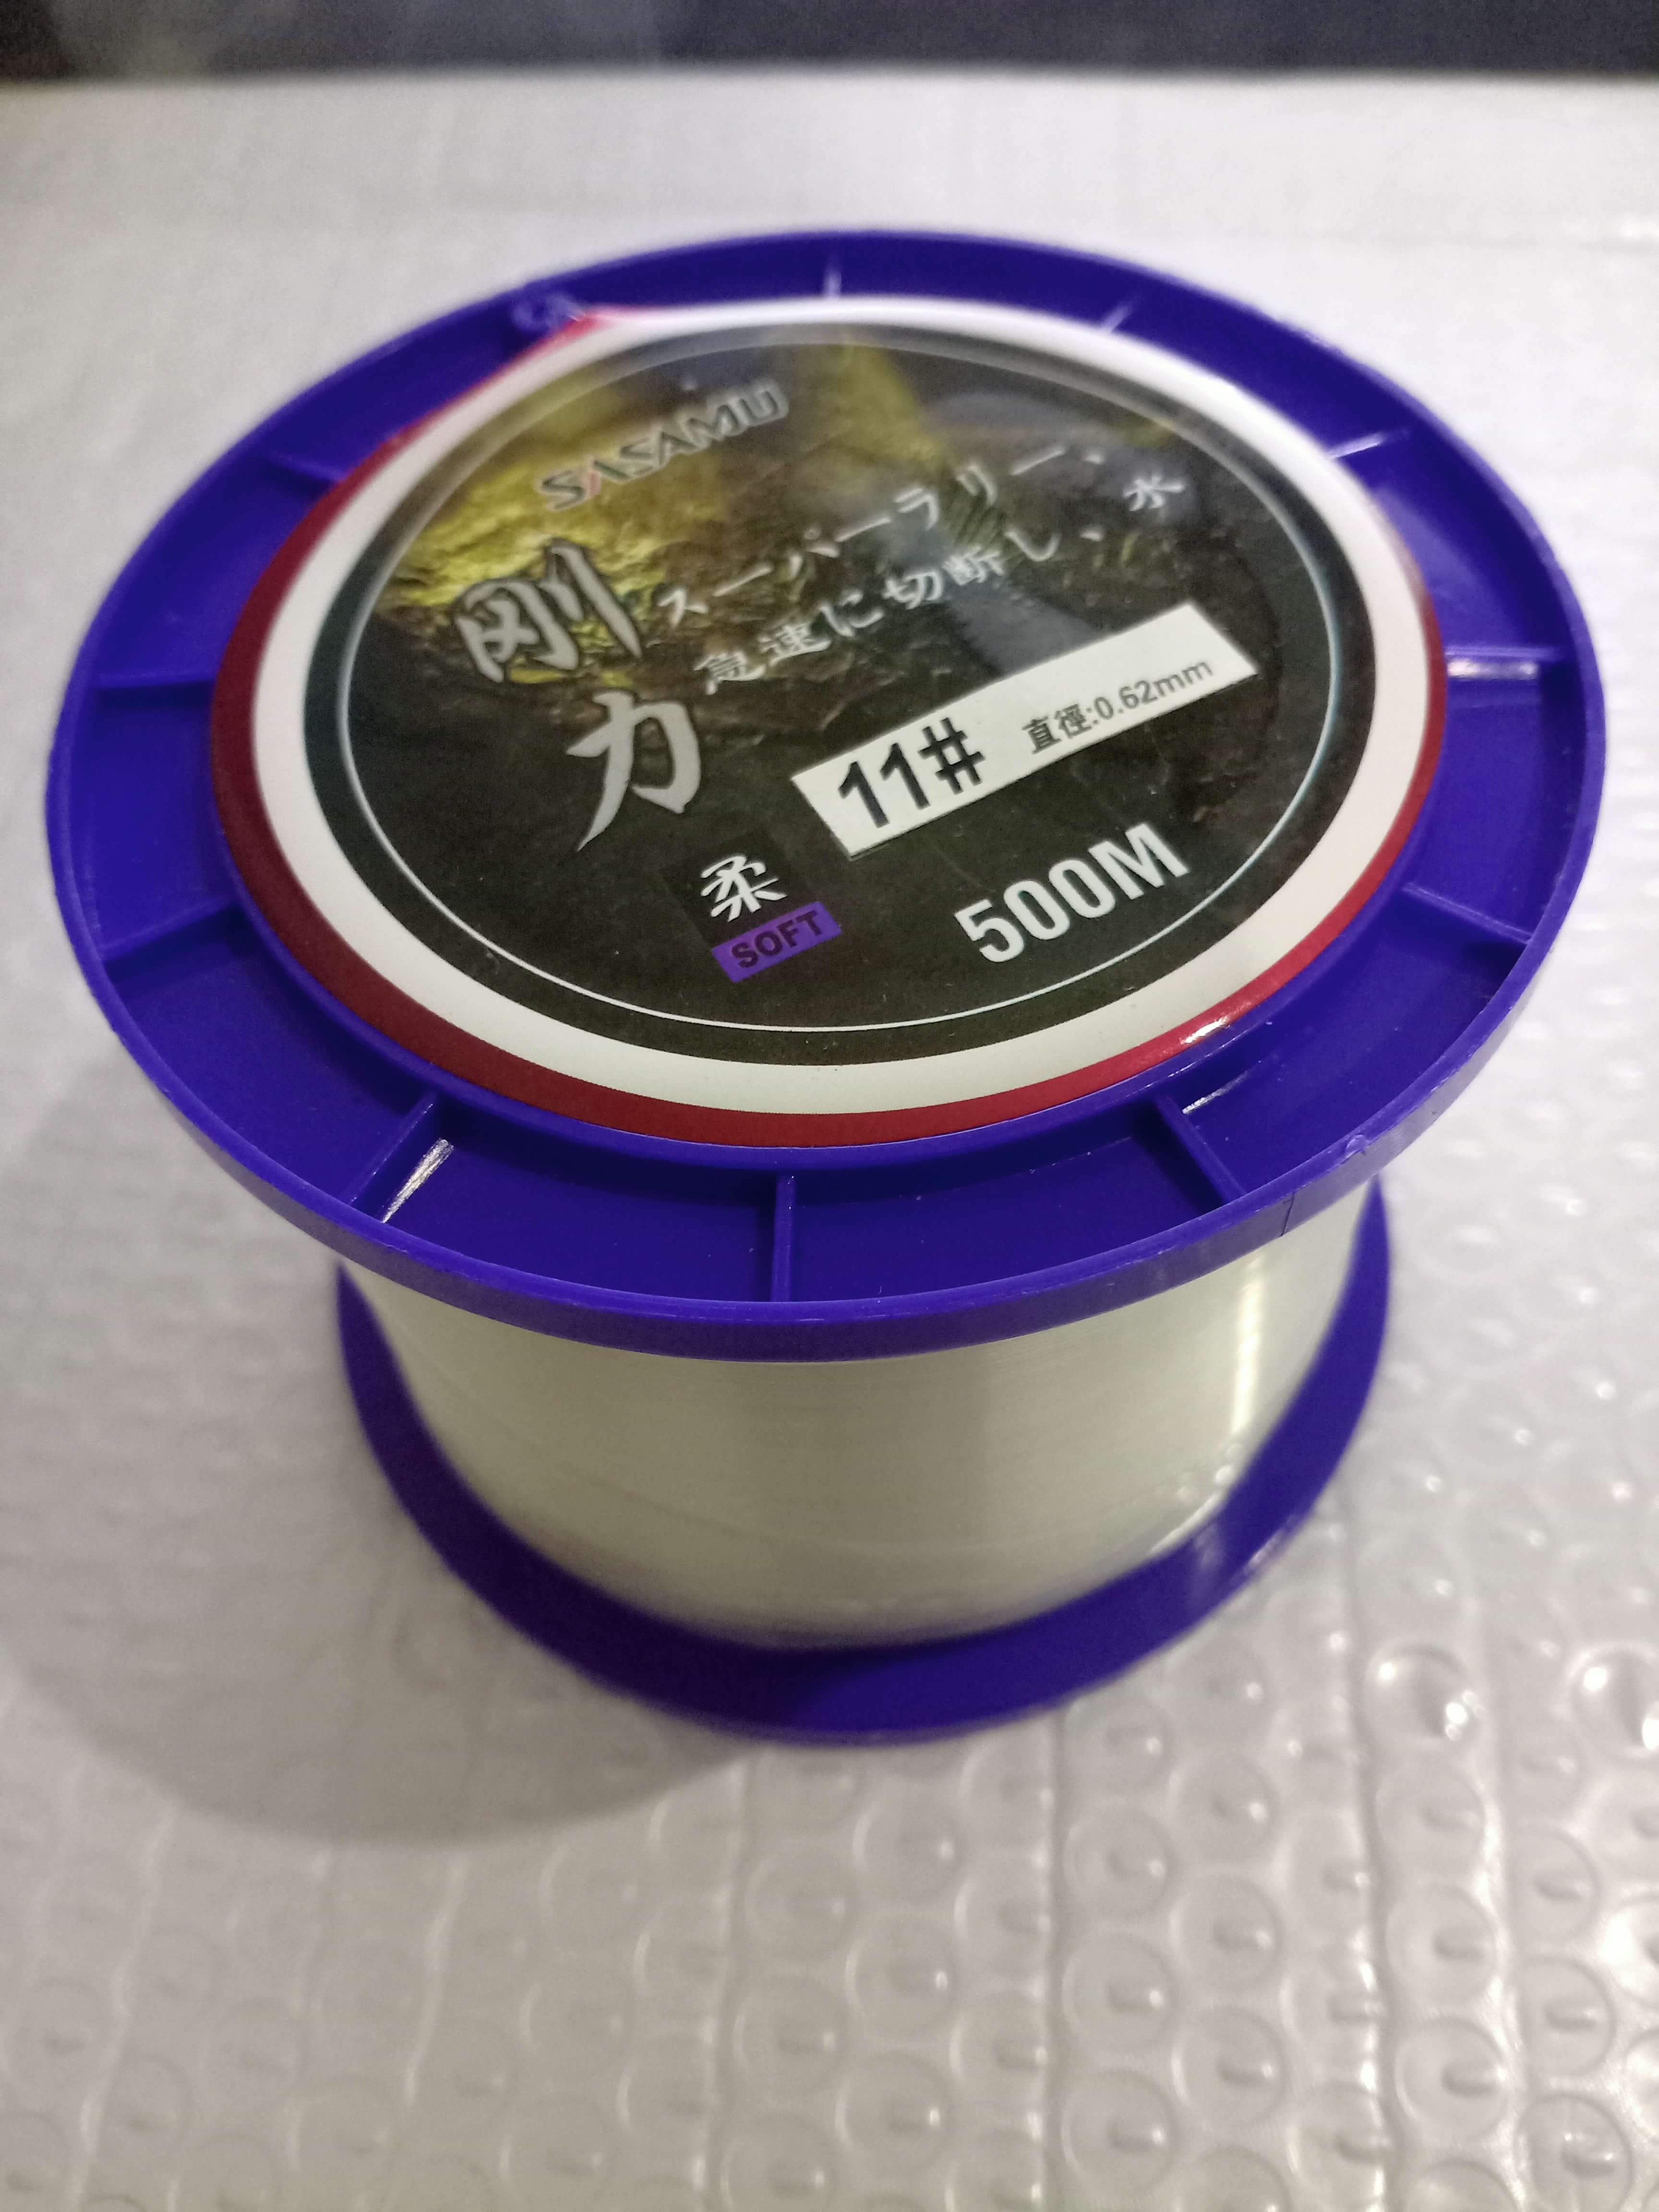 SASAMU
剛力
スーパーラリー、
急速に切断し、水
11# 直徑:0.62mm
柔
SOFT
500M